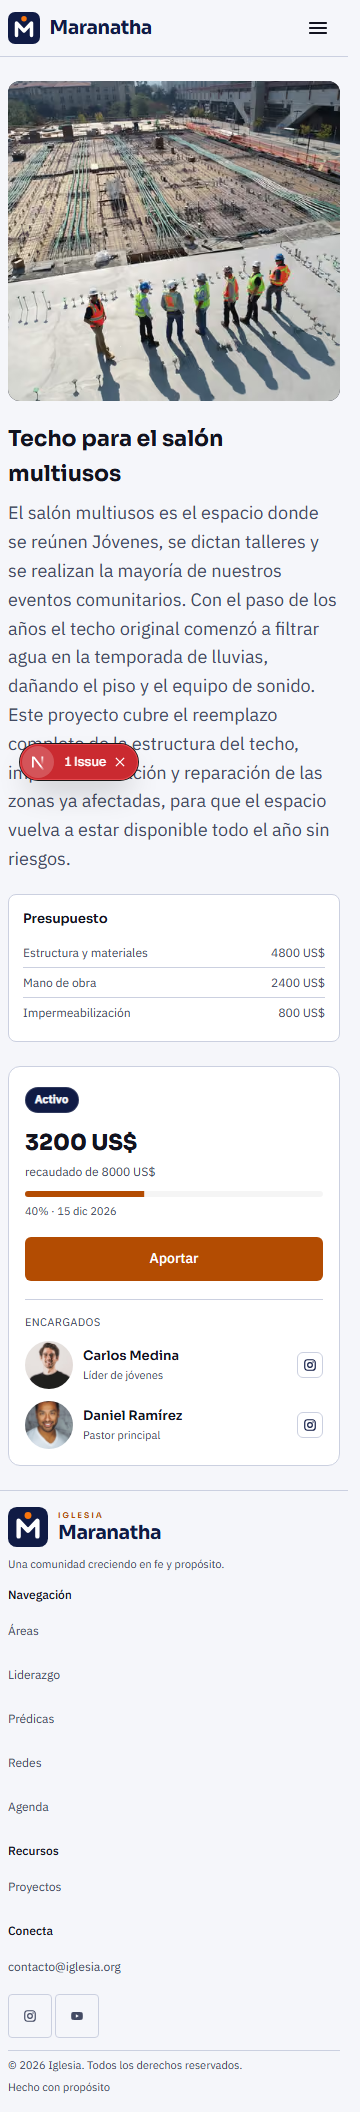 Maranatha
Techo para el salón
multiusos
El salón multiusos es el espacio donde
se reúnen Jóvenes, se dictan talleres y
se realizan la mayoría de nuestros
eventos comunitarios. Con el paso de los
años el techo original comenzó a filtrar
agua en la temporada de lluvias,
dañando el piso y el equipo de sonido.
Este proyecto cubre el reemplazo
estructura del techo,
1 Issue
y reparación de las
zonas ya afectadas, para que el espacio
vuelva a estar disponible todo el año sin
riesgos.
Presupuesto
Estructura y materiales 4800 US$
Mano de obra 2400 US$
Impermeabilización 800 US$
Activo
3200 US$
recaudado de 8000 US$
40% · 15 dic 2026
Aportar
ENCARGADOS
Carlos Medina
Líder de jóvenes
Daniel Ramírez
Pastor principal
IGLESIA
Maranatha
Una comunidad creciendo en fe y propósito.
Navegación
Áreas
Liderazgo
Prédicas
Redes
Agenda
Recursos
Proyectos
Conecta
contacto@iglesia.org
© 2026 Iglesia. Todos los derechos reservados.
Hecho con propósito